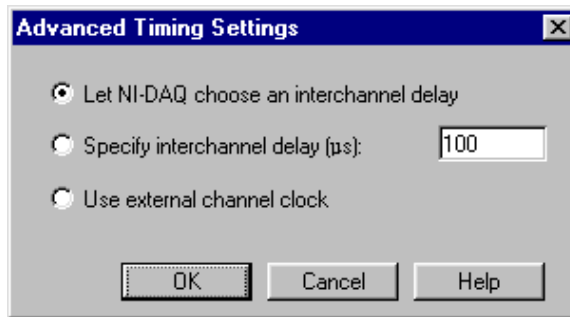 Advanced Timing Settings
Let NI-DAQ choose an interchannel delay
Specify interchannel delay (µs): 100
Use external channel clock
OK Cancel Help